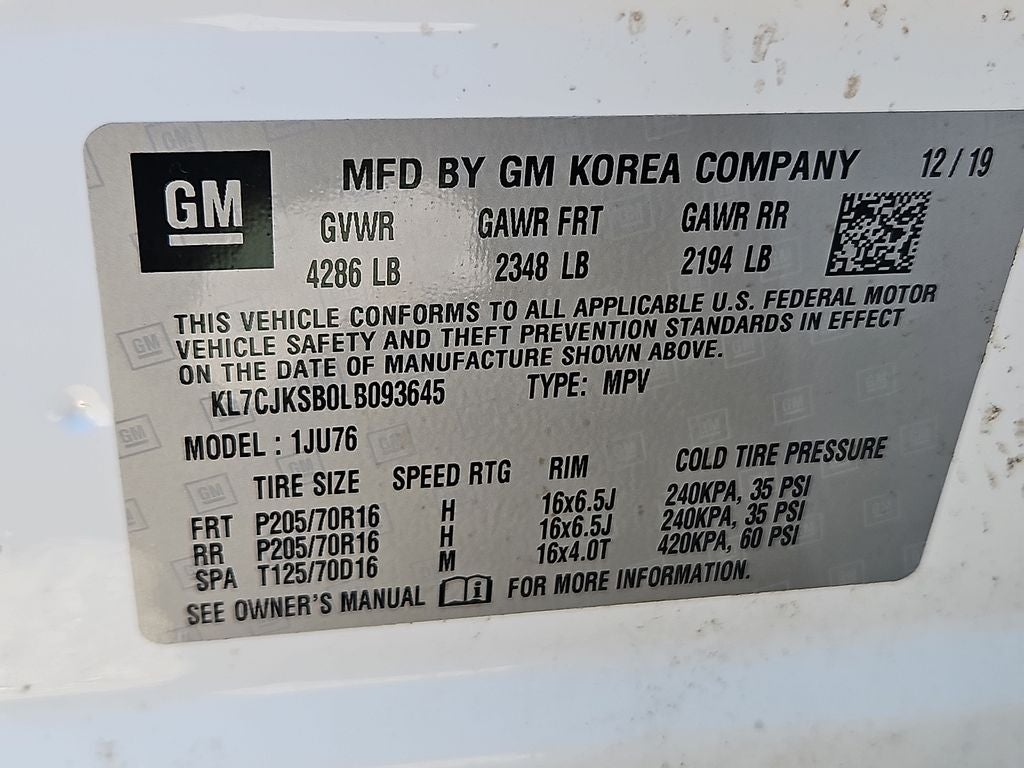 GM
MFD BY GM KOREA COMPANY 12/19
GVWR GAWR FRT GAWR RR
4286 LB 2348 LB 2194 LB
THIS VEHICLE CONFORMS TO ALL APPLICABLE U.S. FEDERAL MOTOR
VEHICLE SAFETY AND THEFT PREVENTION STANDARDS IN EFFECT
ON THE DATE OF MANUFACTURE SHOWN ABOVE.
KL7CJKSB0LB093645 TYPE: MPV
MODEL : 1JU76
TIRE SIZE SPEED RTG RIM COLD TIRE PRESSURE
FRT P205/70R16 H 16x6.5J 240KPA, 35 PSI
RR P205/70R16 H 16x6.5J 240KPA, 35 PSI
SPA T125/70D16 M 16x4.0T 420KPA, 60 PSI
SEE OWNER'S MANUAL FOR MORE INFORMATION.